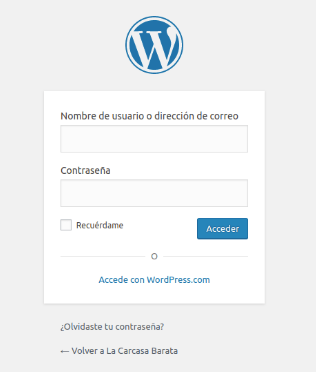 Nombre de usuario o dirección de correo
Contraseña
Recuérdame
Acceder
O
Accede con WordPress.com
¿Olvidaste tu contraseña?
← Volver a La Carcasa Barata